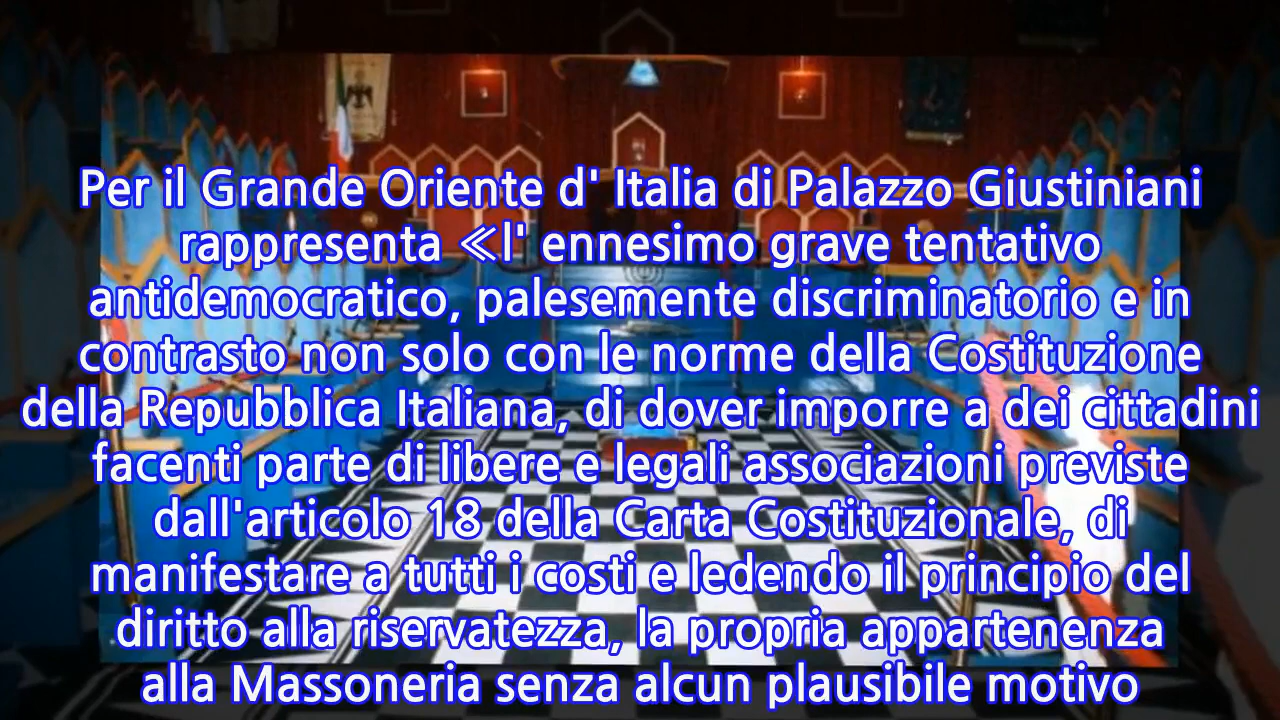 Per il Grande Oriente d' Italia di Palazzo Giustiniani
rappresenta ≪l' ennesimo grave tentativo
antidemocratico, palesemente discriminatorio e in
contrasto non solo con le norme della Costituzione
della Repubblica Italiana, di dover imporre a dei cittadini
facenti parte di libere e legali associazioni previste
dall'articolo 18 della Carta Costituzionale, di
manifestare a tutti i costi e ledendo il principio del
diritto alla riservatezza, la propria appartenenza
alla Massoneria senza alcun plausibile motivo